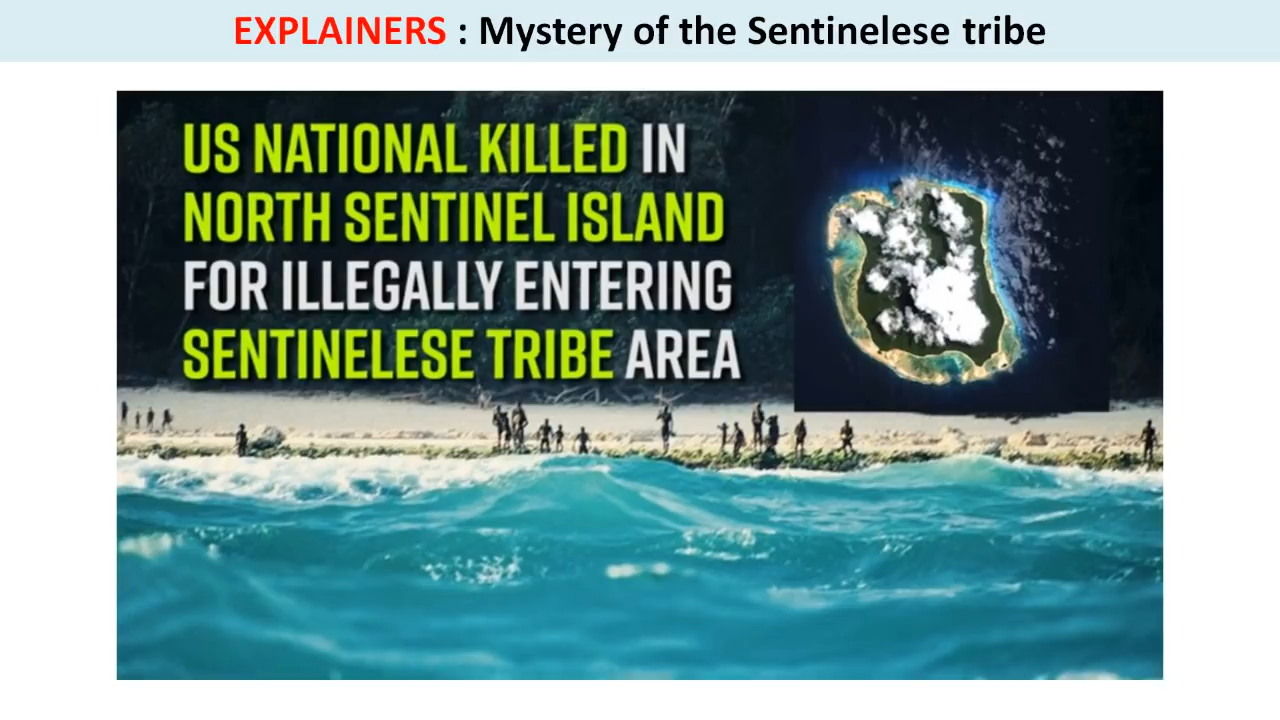 EXPLAINERS : Mystery of the Sentinelese tribe
US NATIONAL KILLED IN
NORTH SENTINEL ISLAND
FOR ILLEGALLY ENTERING
SENTINELESE TRIBE AREA